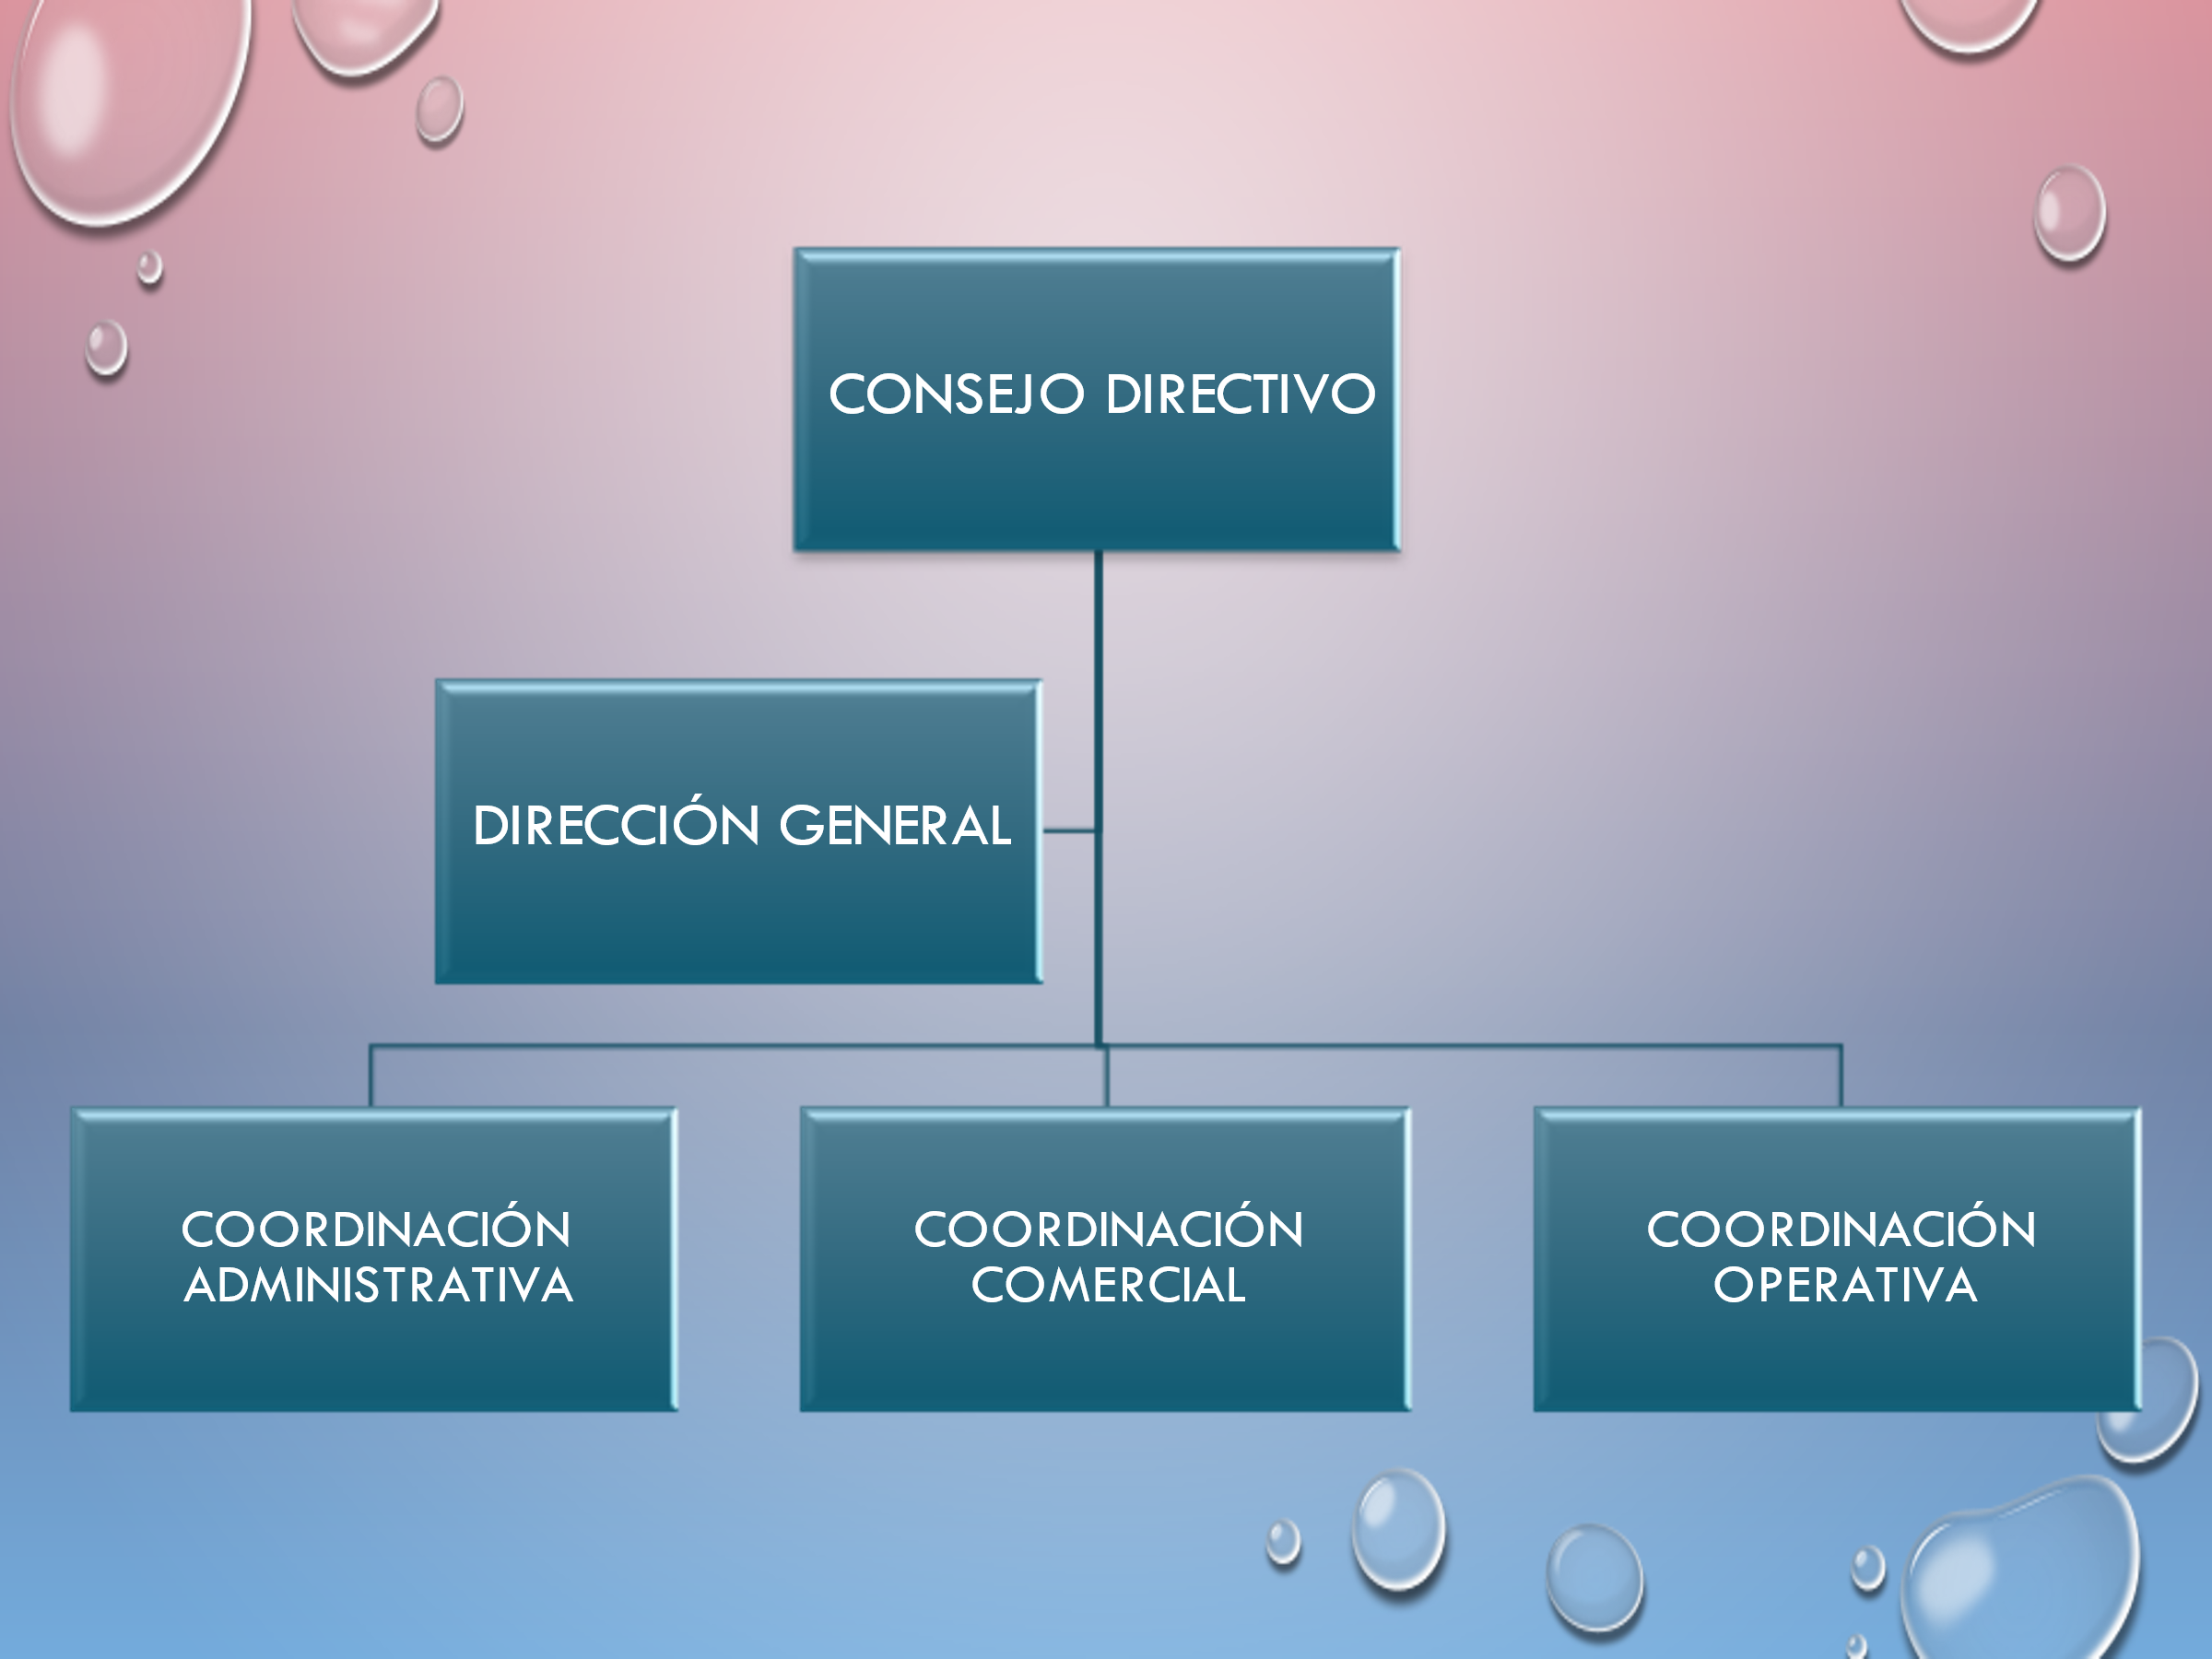 CONSEJO DIRECTIVO
DIRECCIÓN GENERAL
COORDINACIÓN
ADMINISTRATIVA
COORDINACIÓN
COMERCIAL
COORDINACIÓN
OPERATIVA